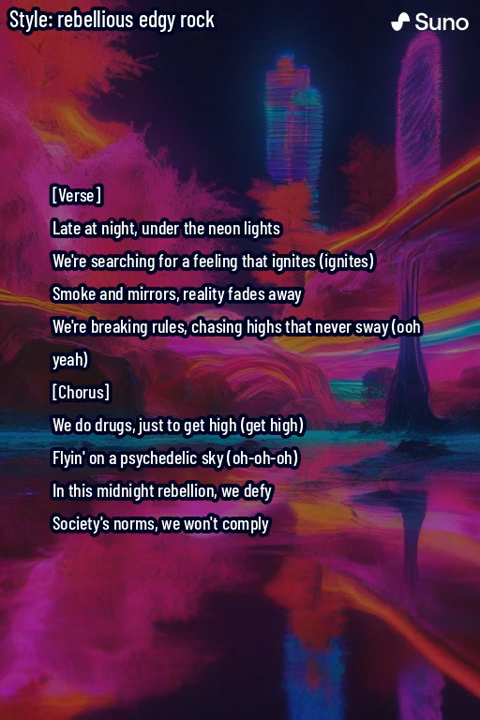 Style: rebellious edgy rock
Suno
[Verse]
Late at night, under the neon lights
We're searching for a feeling that ignites (ignites)
Smoke and mirrors, reality fades away
We're breaking rules, chasing highs that never sway (ooh
yeah)
[Chorus]
We do drugs, just to get high (get high)
Flyin' on a psychedelic sky (oh-oh-oh)
In this midnight rebellion, we defy
Society's norms, we won't comply